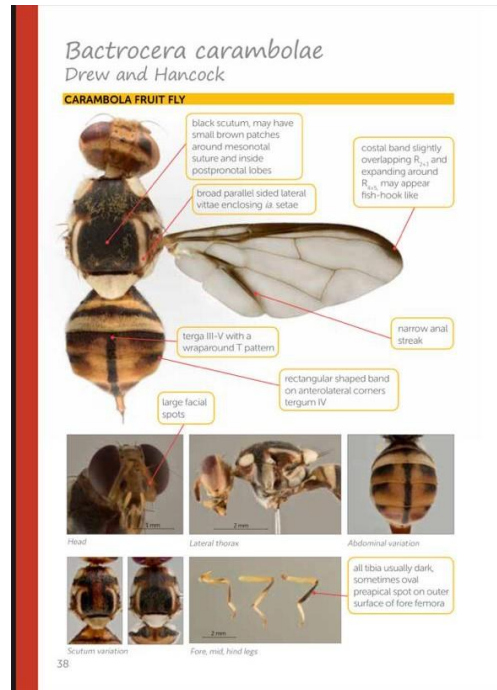 Bactrocera carambolae
Drew and Hancock
CARAMBOLA FRUIT FLY
black scutum, may have
small brown patches
around mesonotal
suture and inside
postpronotal lobes
costal band slightly
overlapping R2+3 and
expanding around
R4+5, may appear
fish-hook like
broad parallel sided lateral
vittae enclosing ia. setae
narrow anal
streak
terga III-V with a
wraparound T pattern
rectangular shaped band
on anterolateral corners
tergum IV
large facial
spots
1 mm
2 mm
Head
Lateral thorax
Abdominal variation
all tibia usually dark,
sometimes oval
preapical spot on outer
surface of fore femora
2 mm
Scutum variation
Fore, mid, hind legs
38